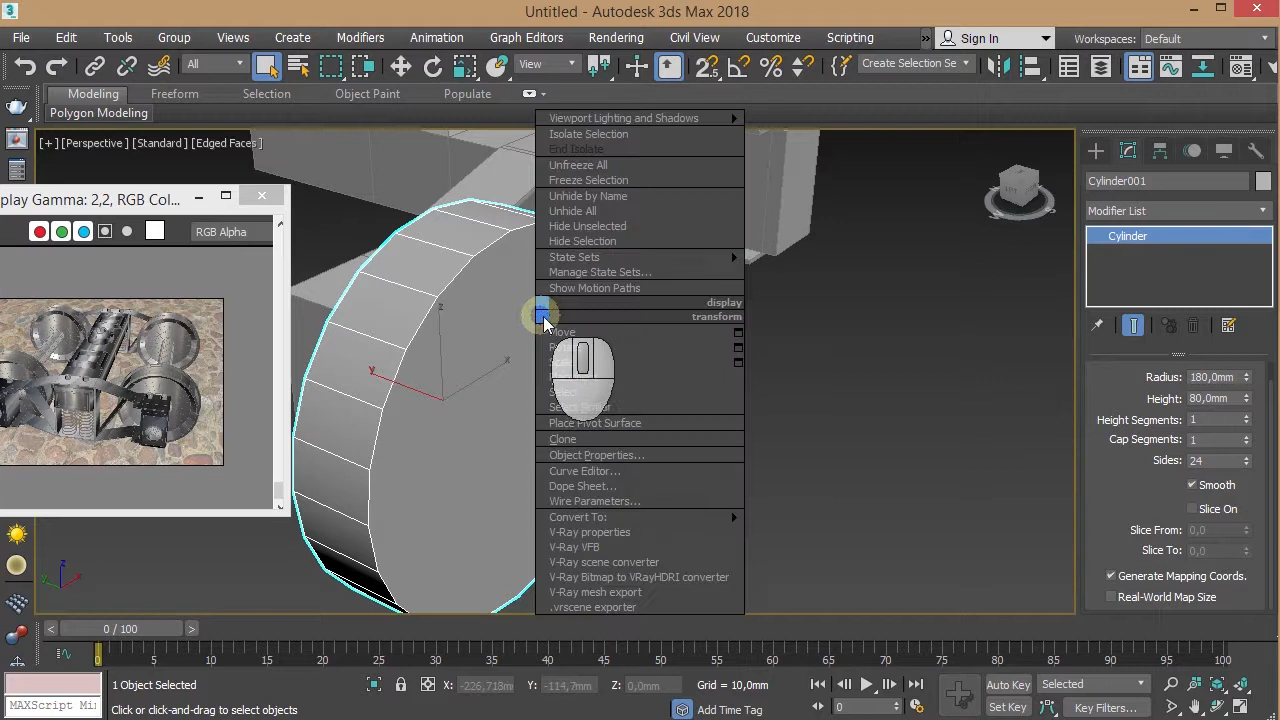 Untitled - Autodesk 3ds Max 2018
File Edit Tools Group Views Create Modifiers Animation Graph Editors Rendering Civil View Customize Scripting » Sign In Workspaces: Default
All View Create Selection Se
Modeling Freeform Selection Object Paint Populate
Polygon Modeling
[+] [Perspective ] [Standard ] [Edged Faces ]
play Gamma: 2,2, RGB Col...
RGB Alpha
Viewport Lighting and Shadows
Isolate Selection
End Isolate
Unfreeze All
Freeze Selection
Unhide by Name
Unhide All
Hide Unselected
Hide Selection
State Sets
Manage State Sets...
Show Motion Paths
display
transform
Move
Select Similar
Place Pivot Surface
Clone
Object Properties...
Curve Editor...
Dope Sheet...
Wire Parameters...
Convert To:
V-Ray properties
V-Ray VFB
V-Ray scene converter
V-Ray Bitmap to VRayHDRI converter
V-Ray mesh export
.vrscene exporter
z
x
y
z
x
y
Cylinder001
Modifier List
Cylinder
Radius: 180,0mm
Height: 80,0mm
Height Segments: 1
Cap Segments: 1
Sides: 24
Smooth
Slice On
Slice From: 0,0
Slice To: 0,0
Generate Mapping Coords.
Real-World Map Size
< 0 / 100 >
0 5 10 15 20 25 30 35 40 45 50 55 60 65 70 75 80 85 90 95 100
1 Object Selected
X: -226,718m Y: -114,7mm Z: 0,0mm Grid = 10,0mm
Auto Key Selected
MAXScript Mi
Click or click-and-drag to select objects
Add Time Tag
0
Set Key Key Filters...